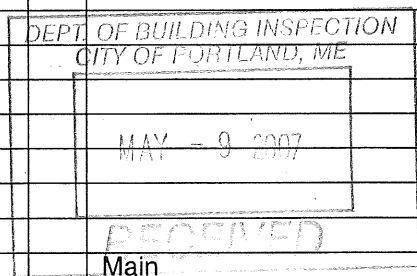 DEPT. OF BUILDING INSPECTION
CITY OF PORTLAND, ME
MAY - 9 2007
RECEIVED
Main